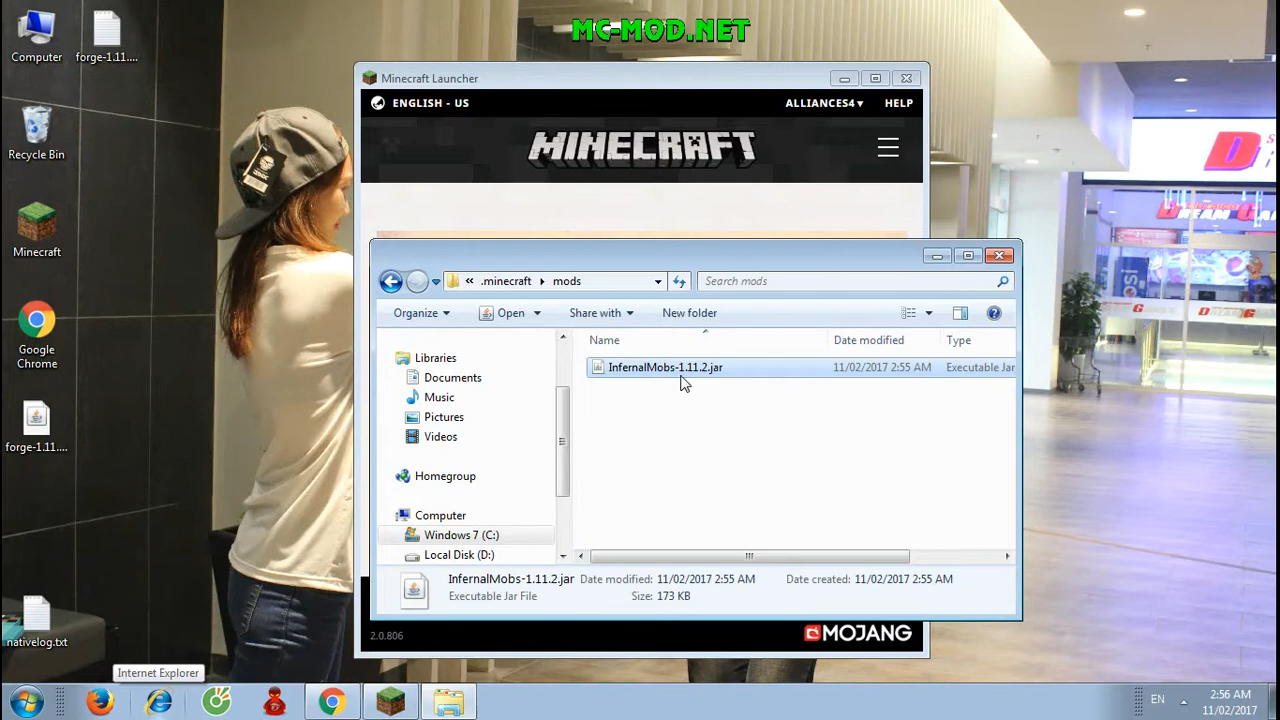 MC-MOD.NET
Computer
forge-1.11....
Recycle Bin
Minecraft
Google
Chrome
forge-1.11....
nativelog.txt
Minecraft Launcher
ENGLISH - US
ALLIANCES4▾
HELP
MINECRAFT
« .minecraft ▸ mods
Search mods
Organize
Open
Share with
New folder
Name
Date modified
Type
Libraries
Documents
Music
Pictures
Videos
Homegroup
Computer
Windows 7 (C:)
Local Disk (D:)
InfernalMobs-1.11.2.jar
11/02/2017 2:55 AM
Executable Jar
InfernalMobs-1.11.2.jar
Date modified: 11/02/2017 2:55 AM
Date created: 11/02/2017 2:55 AM
Executable Jar File
Size: 173 KB
2.0.806
MOJANG
Internet Explorer
EN
2:56 AM
11/02/2017